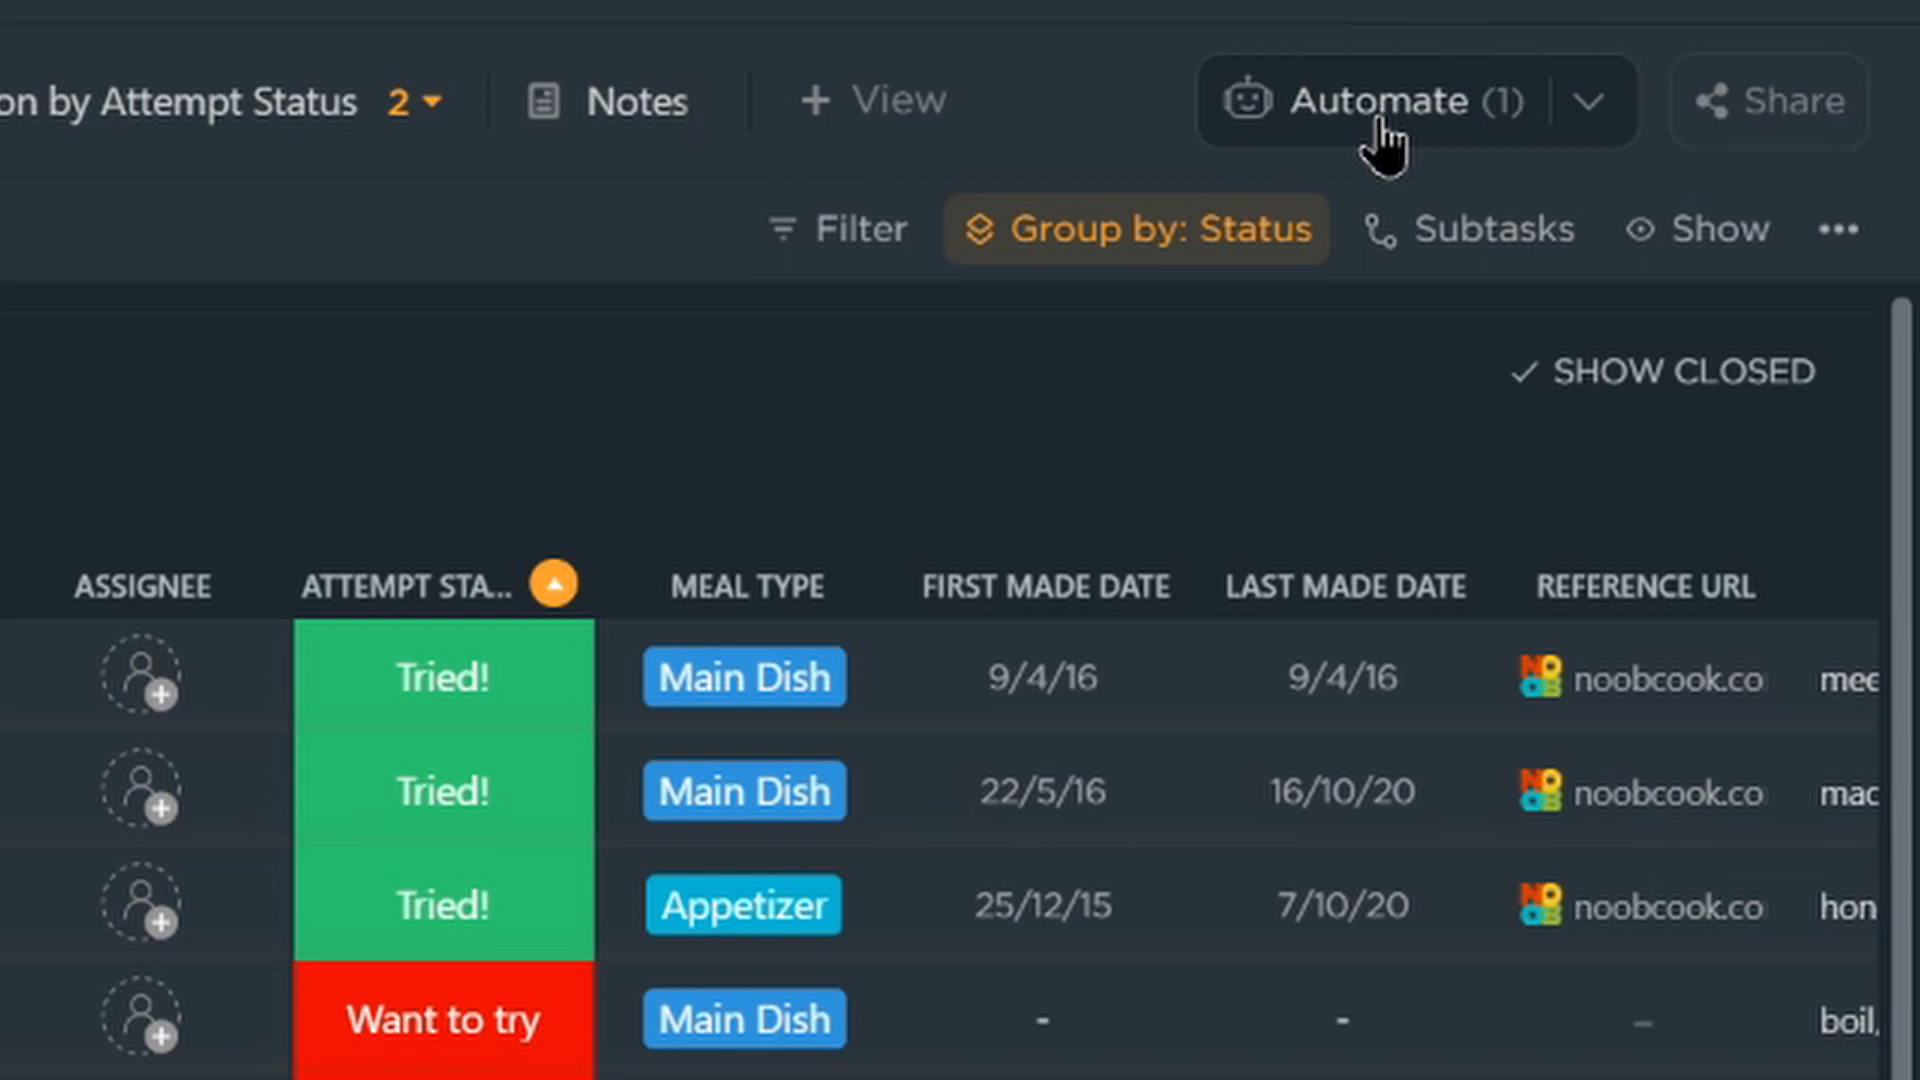 on by Attempt Status 2 Notes + View Automate (1) Share
Filter Group by: Status Subtasks Show ...
SHOW CLOSED
ASSIGNEE ATTEMPT STA... MEAL TYPE FIRST MADE DATE LAST MADE DATE REFERENCE URL
Tried! Main Dish 9/4/16 9/4/16 noobcook.co mee
Tried! Main Dish 22/5/16 16/10/20 noobcook.co mac
Tried! Appetizer 25/12/15 7/10/20 noobcook.co hon
Want to try Main Dish - - - boil,